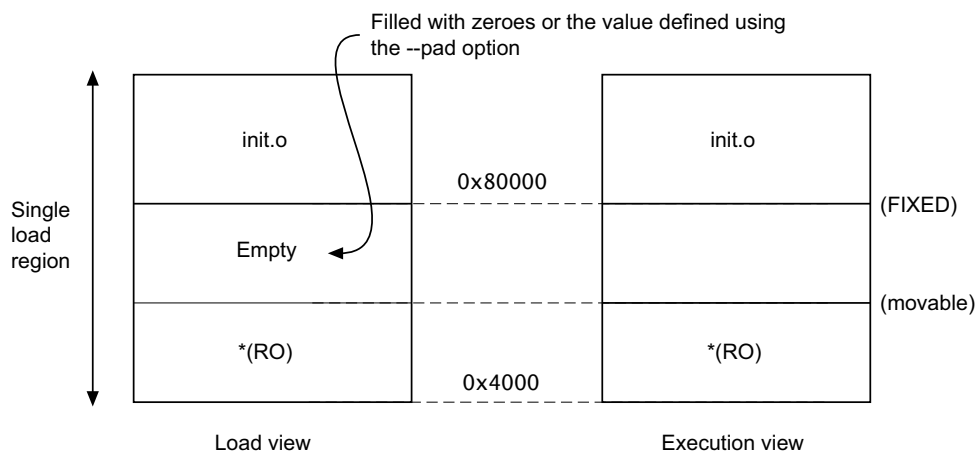 Filled with zeroes or the value defined using
the --pad option
init.o
init.o
0x80000
(FIXED)
Single
load
region
Empty
(movable)
*(RO)
*(RO)
0x4000
Load view
Execution view